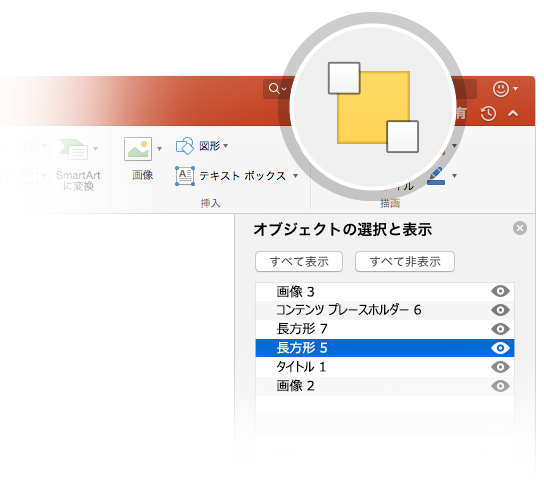 有
SmartArt
に変換
画像
図形
テキスト ボックス
挿入
描画
オブジェクトの選択と表示
すべて表示
すべて非表示
画像 3
コンテンツ プレースホルダー 6
長方形 7
長方形 5
タイトル 1
画像 2